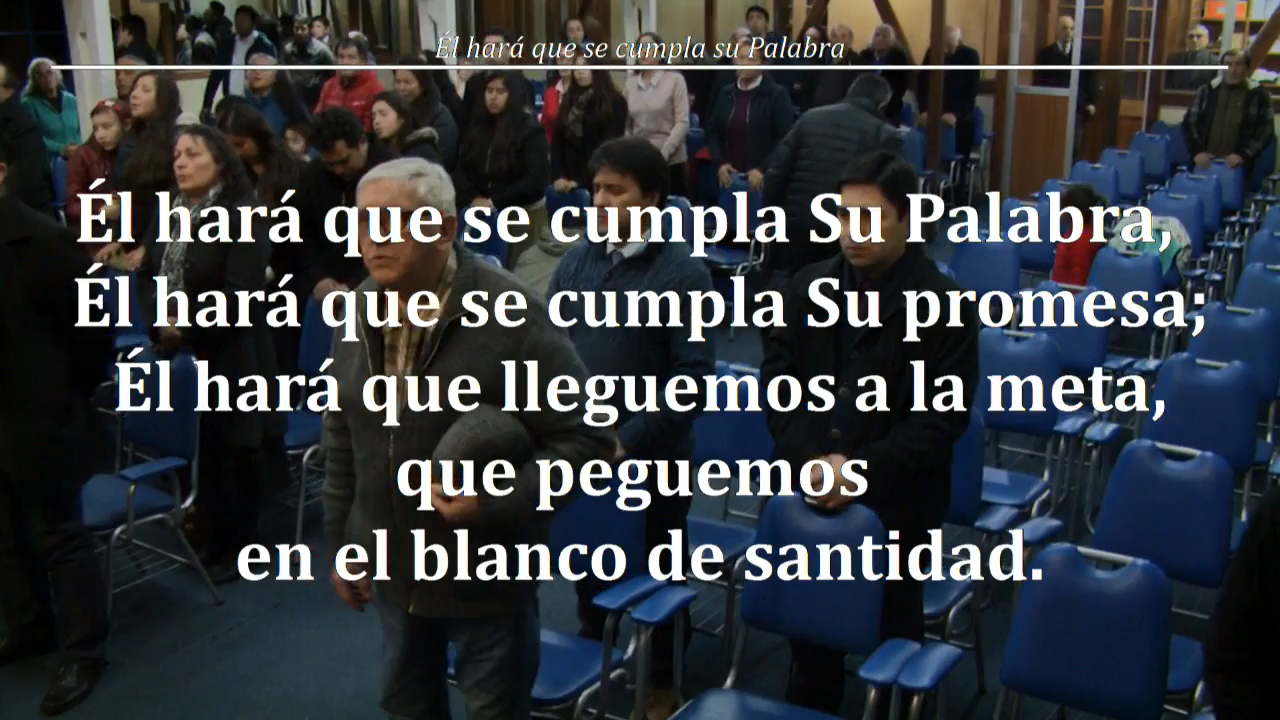 Él hará que se cumpla su Palabra
Él hará que se cumpla Su Palabra,
Él hará que se cumpla Su promesa;
Él hará que lleguemos a la meta,
que peguemos
en el blanco de santidad.